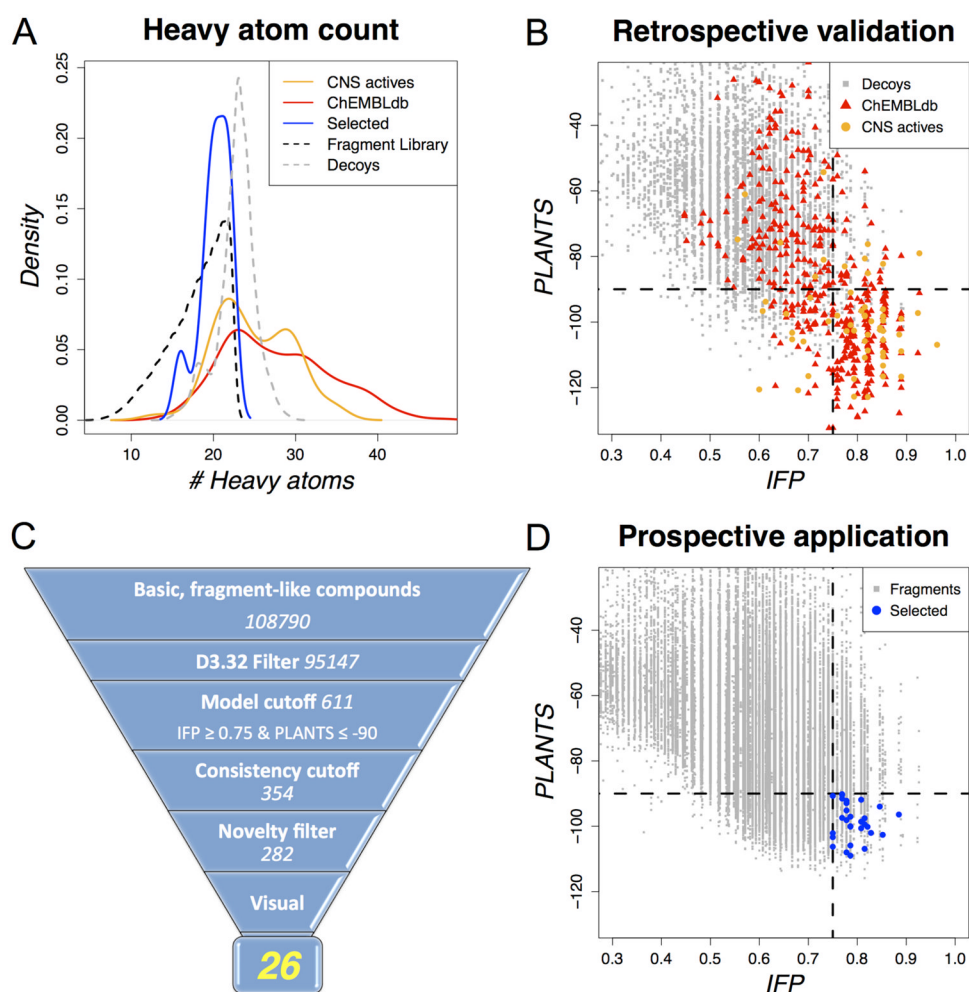 A
Heavy atom count
Density
0.25
0.20
0.15
0.10
0.05
0.00
CNS actives
ChEMBLdb
Selected
Fragment Library
Decoys
10
20
30
40
# Heavy atoms
B
Retrospective validation
PLANTS
-40
-60
-80
-100
-120
Decoys
ChEMBLdb
CNS actives
0.3
0.4
0.5
0.6
0.7
0.8
0.9
1.0
IFP
C
Basic, fragment-like compounds
108790
D3.32 Filter 95147
Model cutoff 611
IFP ≥ 0.75 & PLANTS ≤ -90
Consistency cutoff
354
Novelty filter
282
Visual
26
D
Prospective application
PLANTS
-40
-60
-80
-100
-120
Fragments
Selected
0.3
0.4
0.5
0.6
0.7
0.8
0.9
1.0
IFP